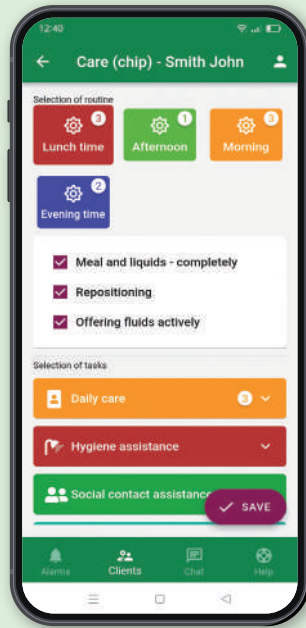 12:40
Care (chip) - Smith John
Selection of routine
3
Lunch time
1
Afternoon
3
Morning
2
Evening time
Meal and liquids - completely
Repositioning
Offering fluids actively
Selection of tasks
Daily care 3
Hygiene assistance
Social contact assistance
SAVE
Alarms Clients Chat Help